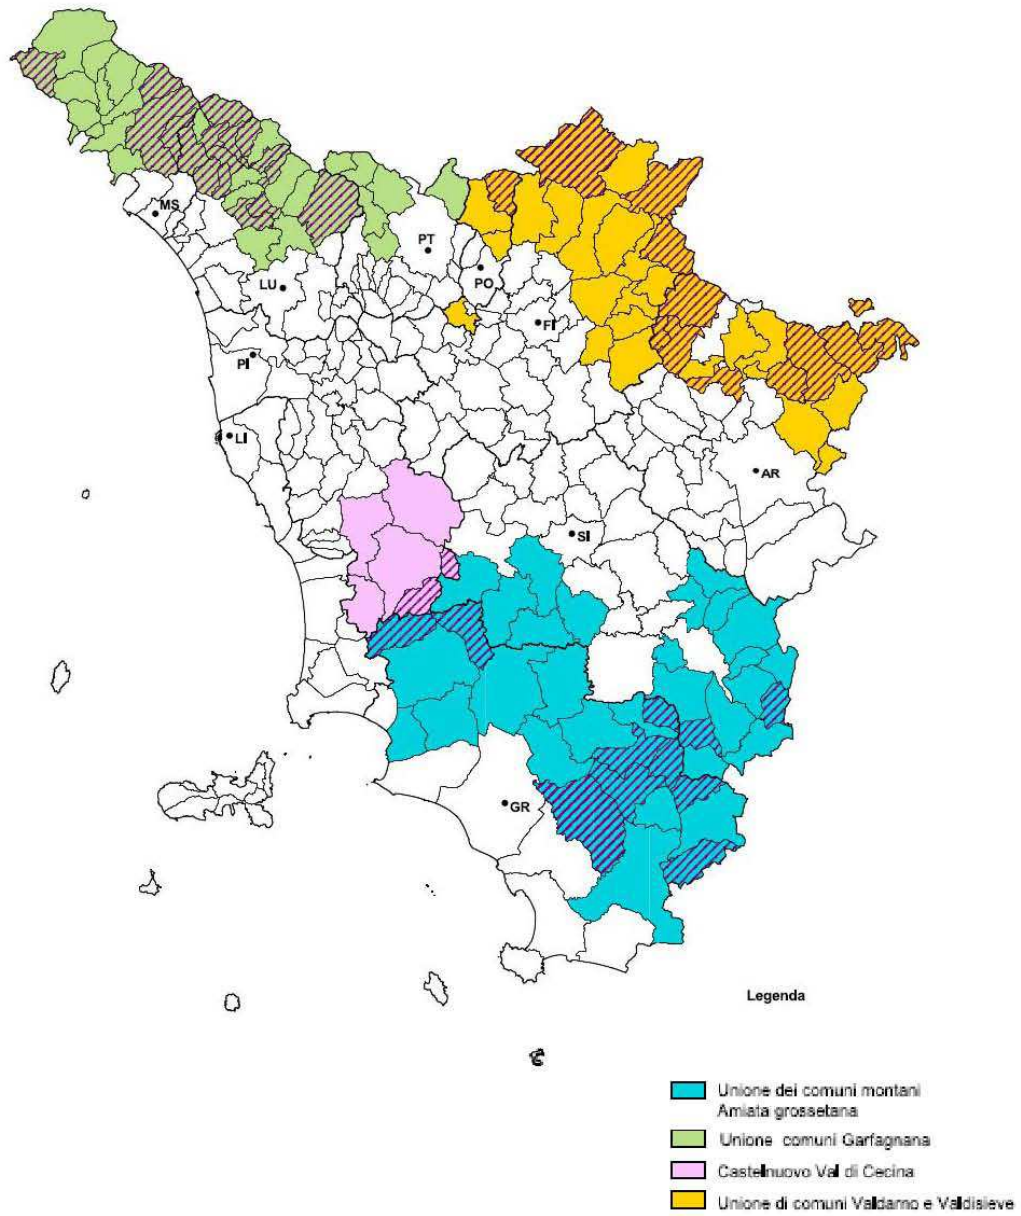 MS
PT
PO
LU
FI
PI
LI
AR
SI
GR
Legenda
Unione dei comuni montani
Amiata grossetana
Unione comuni Garfagnana
Castelnuovo Val di Cecina
Unione di comuni Valdarno e Valdisieve